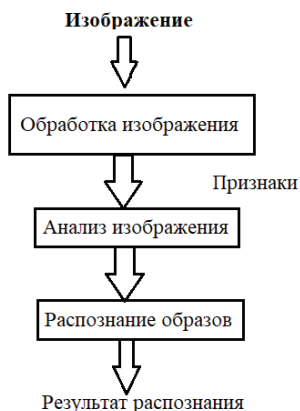 Изображение
Обработка изображения
Признаки
Анализ изображения
Распознание образов
Результат распознания